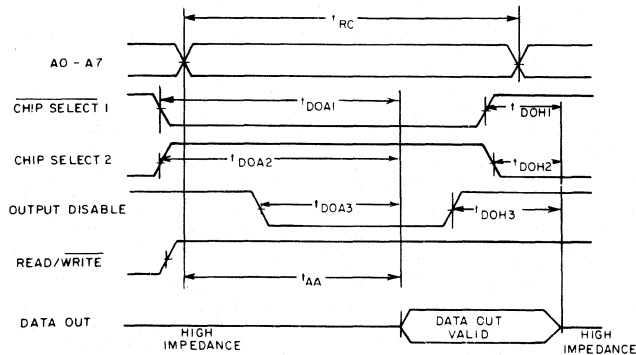 tRC
A0 - A7
CHIP SELECT 1
tDOA1
tDOH1
CHIP SELECT 2
tDOA2
tDOH2
OUTPUT DISABLE
tDOA3
tDOH3
READ/WRITE
tAA
DATA OUT
HIGH
IMPEDANCE
DATA CUT
VALID
HIGH
IMPEDANCE